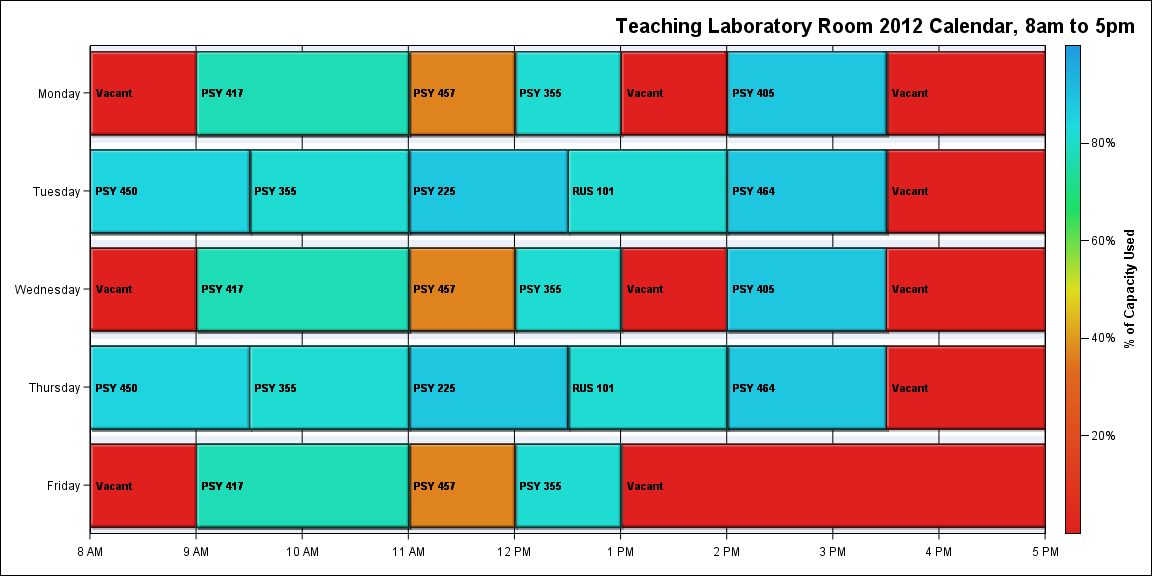 Teaching Laboratory Room 2012 Calendar, 8am to 5pm
Monday
Vacant
PSY 417
PSY 457
PSY 355
Vacant
PSY 405
Vacant
Tuesday
PSY 450
PSY 355
PSY 225
RUS 101
PSY 464
Vacant
Wednesday
Vacant
PSY 417
PSY 457
PSY 355
Vacant
PSY 405
Vacant
Thursday
PSY 450
PSY 355
PSY 225
RUS 101
PSY 464
Vacant
Friday
Vacant
PSY 417
PSY 457
PSY 355
Vacant
8 AM
9 AM
10 AM
11 AM
12 PM
1 PM
2 PM
3 PM
4 PM
5 PM
80%
60%
40%
20%
% of Capacity Used